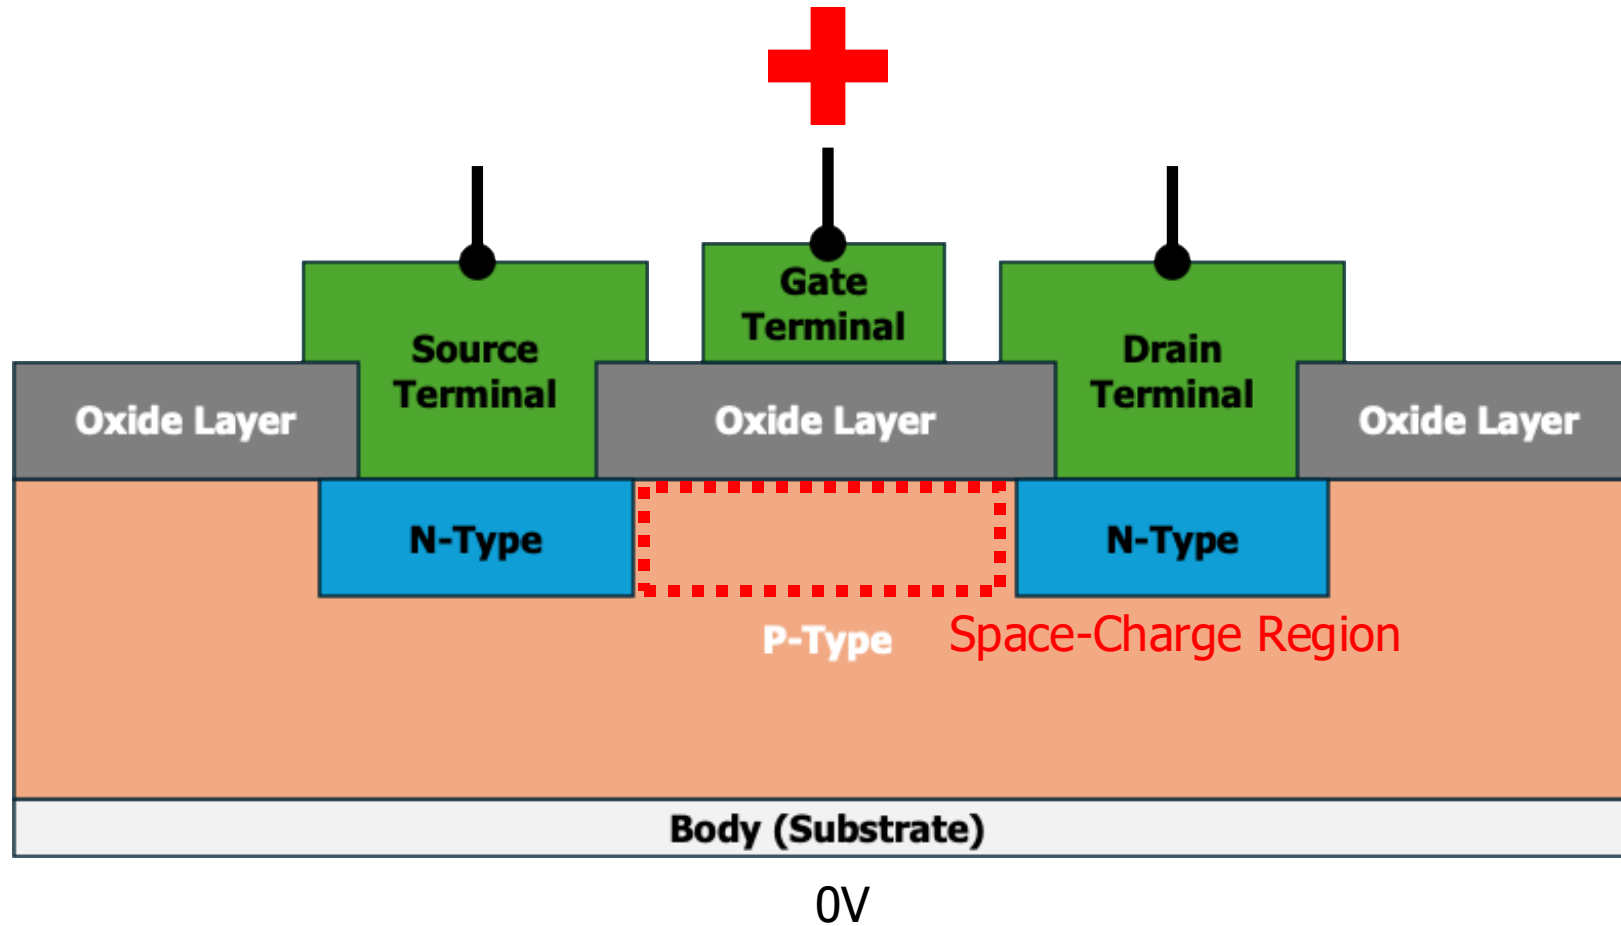 Gate
Terminal
Source
Terminal
Drain
Terminal
Oxide Layer
Oxide Layer
Oxide Layer
N-Type
N-Type
P-Type
Space-Charge Region
Body (Substrate)
0V